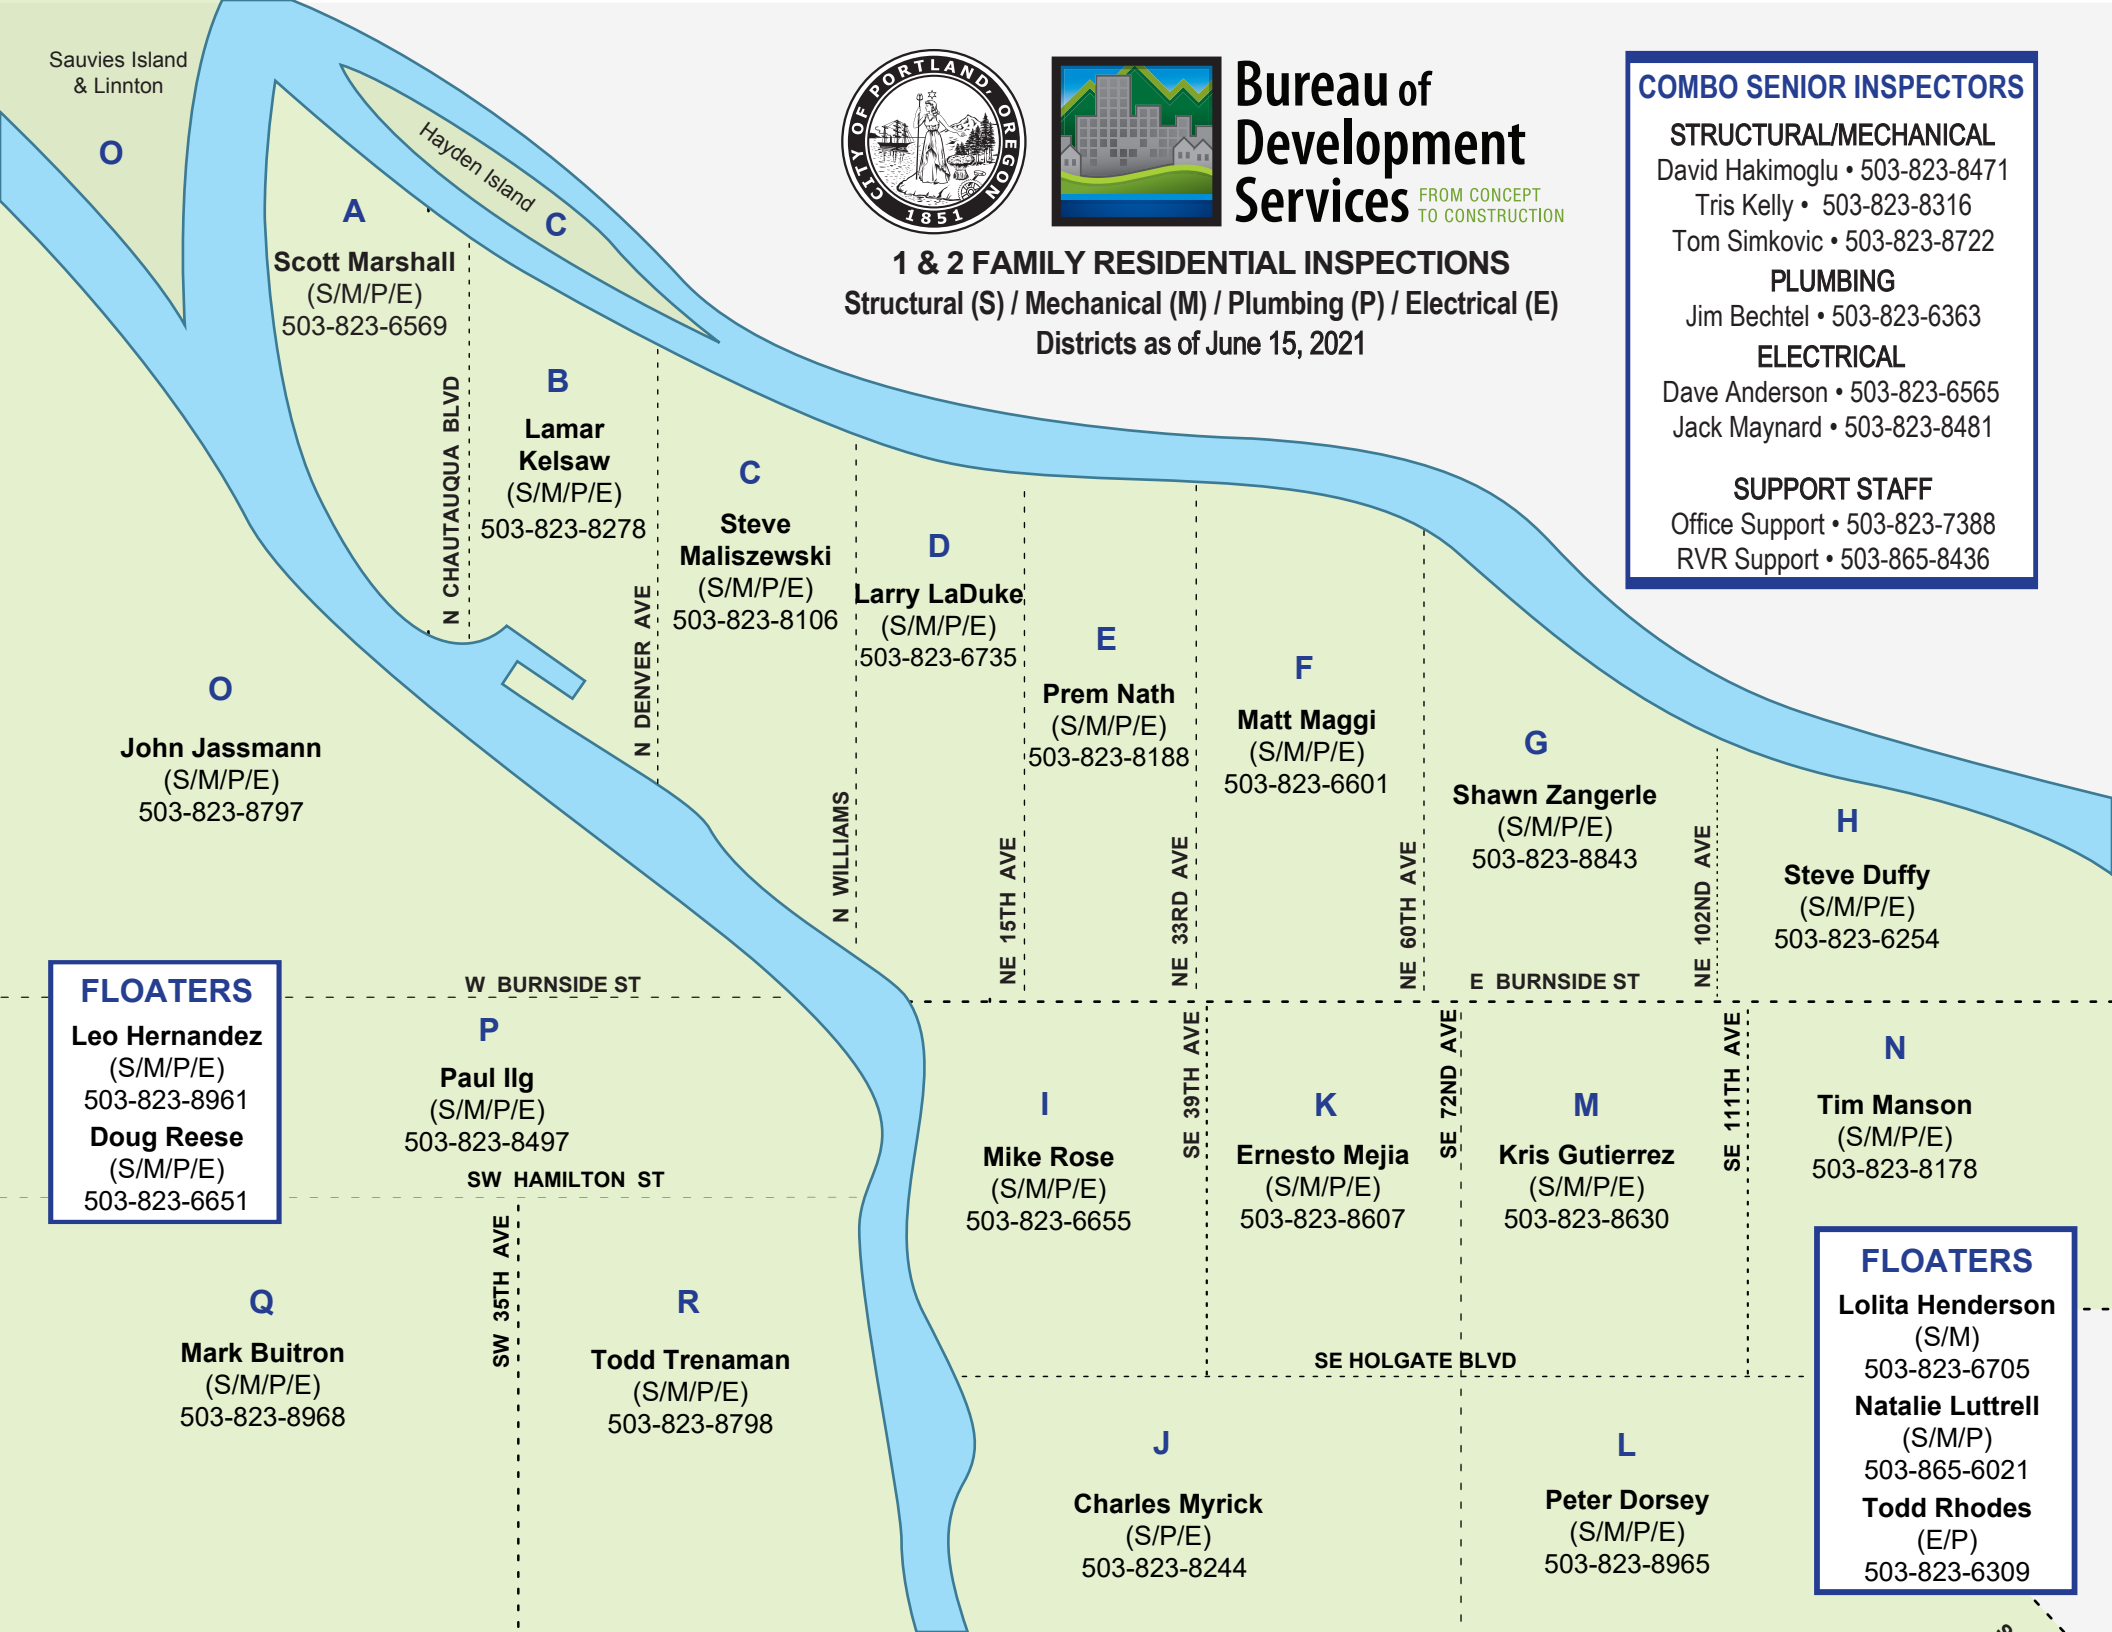 Sauvies Island
& Linnton
O
Hayden Island
C
CITY OF PORTLAND, OREGON
1851
Bureau of
Development
Services
FROM CONCEPT
TO CONSTRUCTION
1 & 2 FAMILY RESIDENTIAL INSPECTIONS
Structural (S) / Mechanical (M) / Plumbing (P) / Electrical (E)
Districts as of June 15, 2021
COMBO SENIOR INSPECTORS
STRUCTURAL/MECHANICAL
David Hakimoglu • 503-823-8471
Tris Kelly • 503-823-8316
Tom Simkovic • 503-823-8722
PLUMBING
Jim Bechtel • 503-823-6363
ELECTRICAL
Dave Anderson • 503-823-6565
Jack Maynard • 503-823-8481
SUPPORT STAFF
Office Support • 503-823-7388
RVR Support • 503-865-8436
A
Scott Marshall
(S/M/P/E)
503-823-6569
N CHAUTAUQUA BLVD
B
Lamar
Kelsaw
(S/M/P/E)
503-823-8278
N DENVER AVE
C
Steve
Maliszewski
(S/M/P/E)
503-823-8106
N WILLIAMS
D
Larry LaDuke
(S/M/P/E)
503-823-6735
NE 15TH AVE
E
Prem Nath
(S/M/P/E)
503-823-8188
NE 33RD AVE
F
Matt Maggi
(S/M/P/E)
503-823-6601
NE 60TH AVE
G
Shawn Zangerle
(S/M/P/E)
503-823-8843
NE 102ND AVE
H
Steve Duffy
(S/M/P/E)
503-823-6254
O
John Jassmann
(S/M/P/E)
503-823-8797
W BURNSIDE ST
E BURNSIDE ST
FLOATERS
Leo Hernandez
(S/M/P/E)
503-823-8961
Doug Reese
(S/M/P/E)
503-823-6651
P
Paul Ilg
(S/M/P/E)
503-823-8497
SW HAMILTON ST
I
Mike Rose
(S/M/P/E)
503-823-6655
SE 39TH AVE
K
Ernesto Mejia
(S/M/P/E)
503-823-8607
SE 72ND AVE
M
Kris Gutierrez
(S/M/P/E)
503-823-8630
SE 111TH AVE
N
Tim Manson
(S/M/P/E)
503-823-8178
Q
Mark Buitron
(S/M/P/E)
503-823-8968
SW 35TH AVE
R
Todd Trenaman
(S/M/P/E)
503-823-8798
SE HOLGATE BLVD
J
Charles Myrick
(S/P/E)
503-823-8244
L
Peter Dorsey
(S/M/P/E)
503-823-8965
FLOATERS
Lolita Henderson
(S/M)
503-823-6705
Natalie Luttrell
(S/M/P)
503-865-6021
Todd Rhodes
(E/P)
503-823-6309